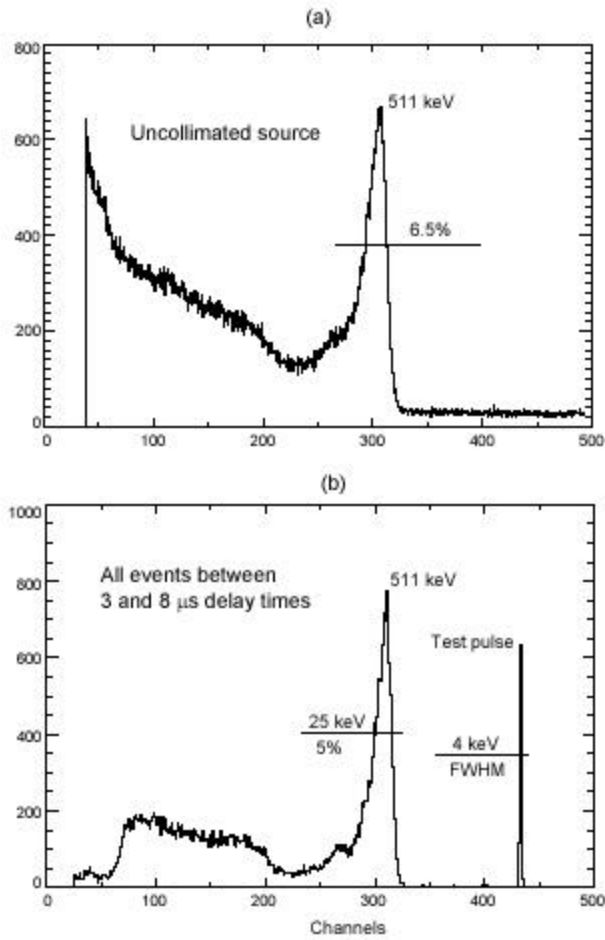 (a)
800
511 keV
Uncollimated source
600
6.5%
400
200
0
0 100 200 300 400 500
(b)
1000
All events between
3 and 8 μs delay times
511 keV
800
Test pulse
600
25 keV
5%
4 keV
FWHM
400
200
0
0 100 200 300 400 500
Channels